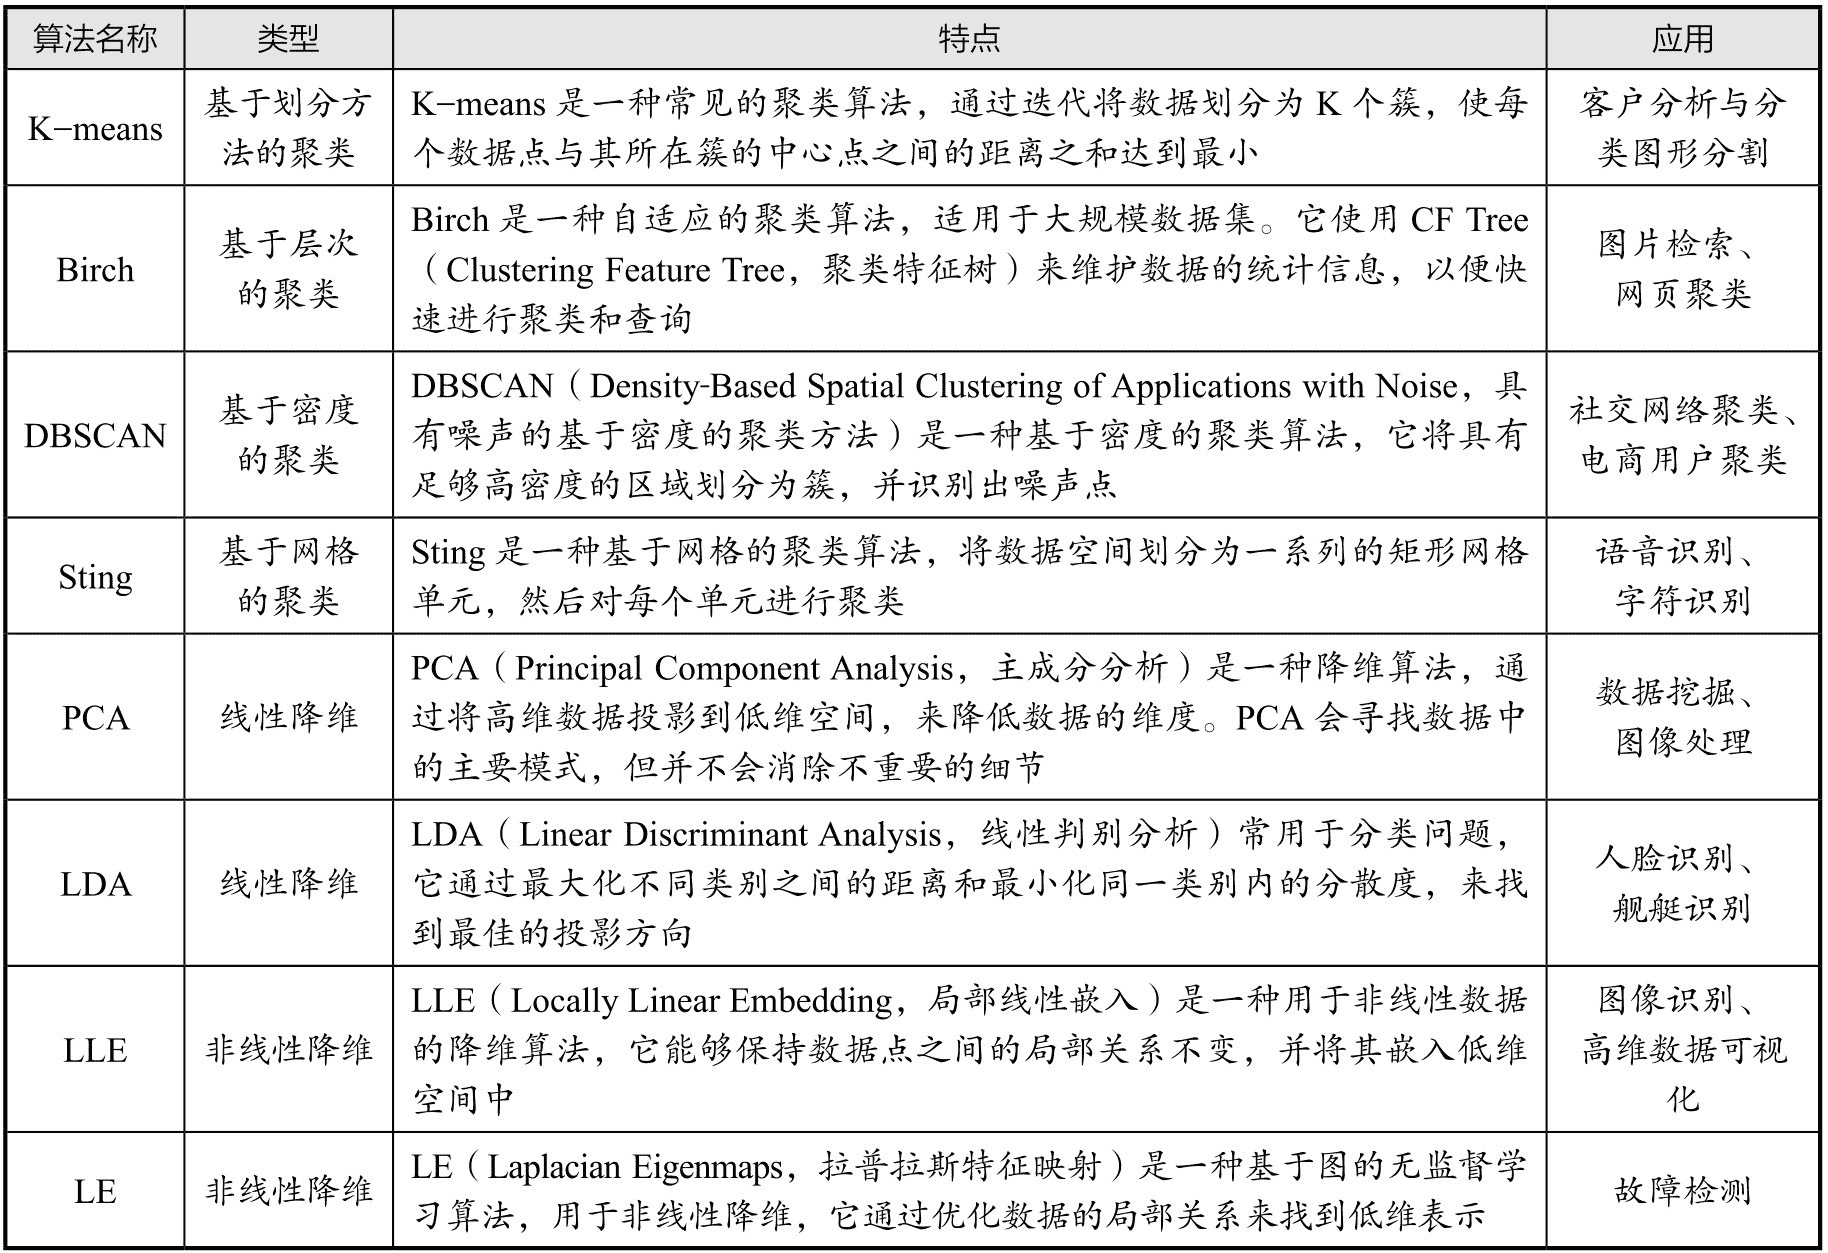 算法名称 类型 特点 应用
K-means
基于划分方
法的聚类
K-means 是一种常见的聚类算法，通过迭代将数据划分为 K 个簇，使每
个数据点与其所在簇的中心点之间的距离之和达到最小
客户分析与分
类图形分割
Birch
基于层次
的聚类
Birch 是一种自适应的聚类算法，适用于大规模数据集。它使用 CF Tree
（Clustering Feature Tree，聚类特征树）来维护数据的统计信息，以便快
速进行聚类和查询
图片检索、
网页聚类
DBSCAN
基于密度
的聚类
DBSCAN（Density-Based Spatial Clustering of Applications with Noise，具
有噪声的基于密度的聚类方法）是一种基于密度的聚类算法，它将具有
足够高密度的区域划分为簇，并识别出噪声点
社交网络聚类、
电商用户聚类
Sting
基于网格
的聚类
Sting 是一种基于网格的聚类算法，将数据空间划分为一系列的矩形网格
单元，然后对每个单元进行聚类
语音识别、
字符识别
PCA
线性降维
PCA（Principal Component Analysis，主成分分析）是一种降维算法，通
过将高维数据投影到低维空间，来降低数据的维度。PCA 会寻找数据中
的主要模式，但并不会消除不重要的细节
数据挖掘、
图像处理
LDA
线性降维
LDA（Linear Discriminant Analysis，线性判别分析）常用于分类问题，
它通过最大化不同类别之间的距离和最小化同一类别内的分散度，来找
到最佳的投影方向
人脸识别、
舰艇识别
LLE
非线性降维
LLE（Locally Linear Embedding，局部线性嵌入）是一种用于非线性数据
的降维算法，它能够保持数据点之间的局部关系不变，并将其嵌入低维
空间中
图像识别、
高维数据可视
化
LE
非线性降维
LE（Laplacian Eigenmaps，拉普拉斯特征映射）是一种基于图的无监督学
习算法，用于非线性降维，它通过优化数据的局部关系来找到低维表示
故障检测